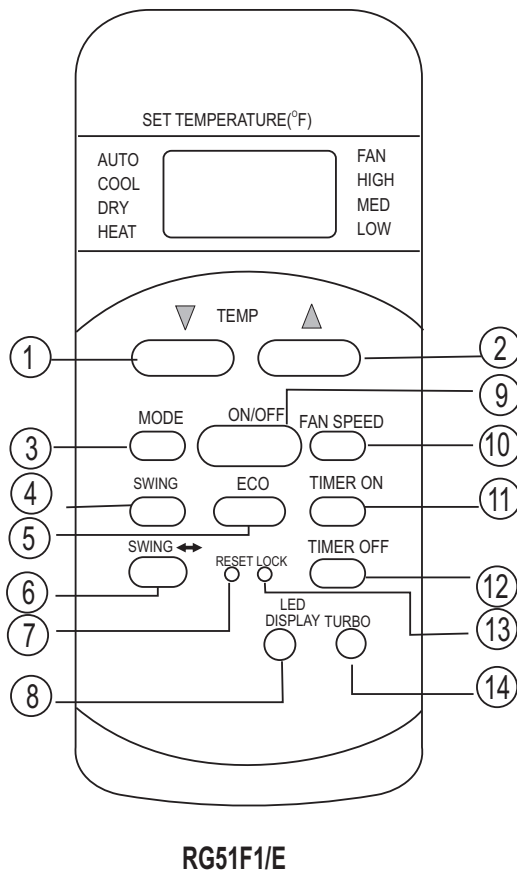 SET TEMPERATURE(°F)
AUTO
COOL
DRY
HEAT
FAN
HIGH
MED
LOW
TEMP
1
2
9
MODE
ON/OFF
FAN SPEED
3
10
4
SWING
ECO
TIMER ON
11
5
SWING
RESET LOCK
TIMER OFF
6
12
7
LED
DISPLAY TURBO
13
8
14
RG51F1/E